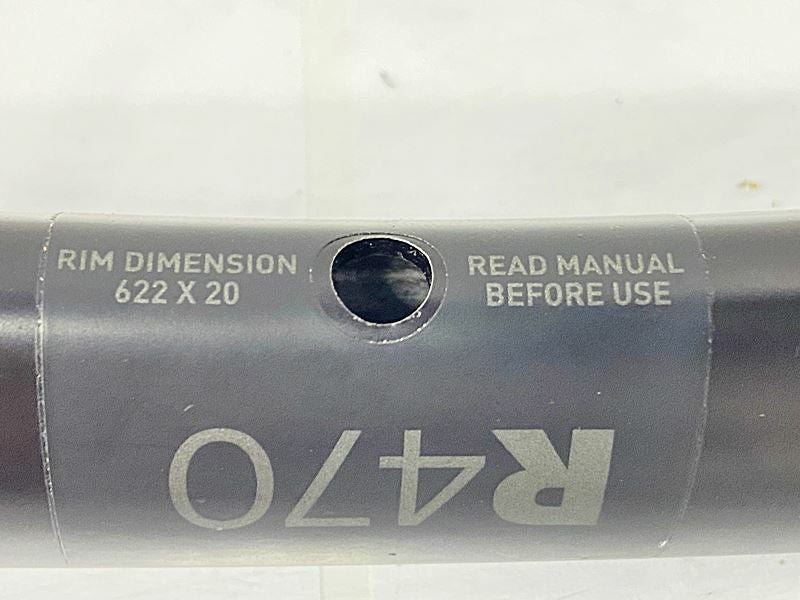 RIM DIMENSION
622 X 20
READ MANUAL
BEFORE USE
R470